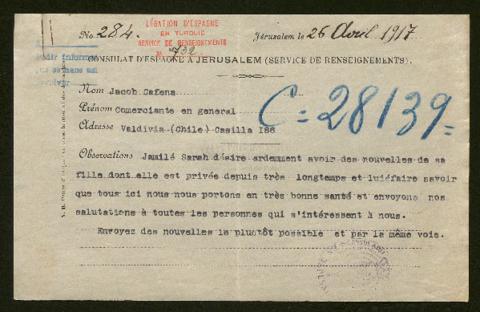 No. 284.
LÉGATION D'ESPAGNE
EN TURQUIE
SERVICE DE RENSEIGNEMENTS
Jérusalem le 26 Avril 1917
CONSULAT D'ESPAGNE A JERUSALEM (SERVICE DE RENSEIGNEMENTS).
Nom Jacob Cafena
Prénom Comerciante en general
Adresse Valdivia (Chile) Casilla I66
C=28139=
Observations Jamilé Sarah désire ardemment avoir des nouvelles de sa
fille dont elle est privée depuis très longtemps et lui faire savoir
que tous ici nous nous portons en très bonne santé et envoyons nos
salutations à toutes les personnes qui s'intéressent à nous.
Envoyez des nouvelles le plustôt possible et par la même voie.